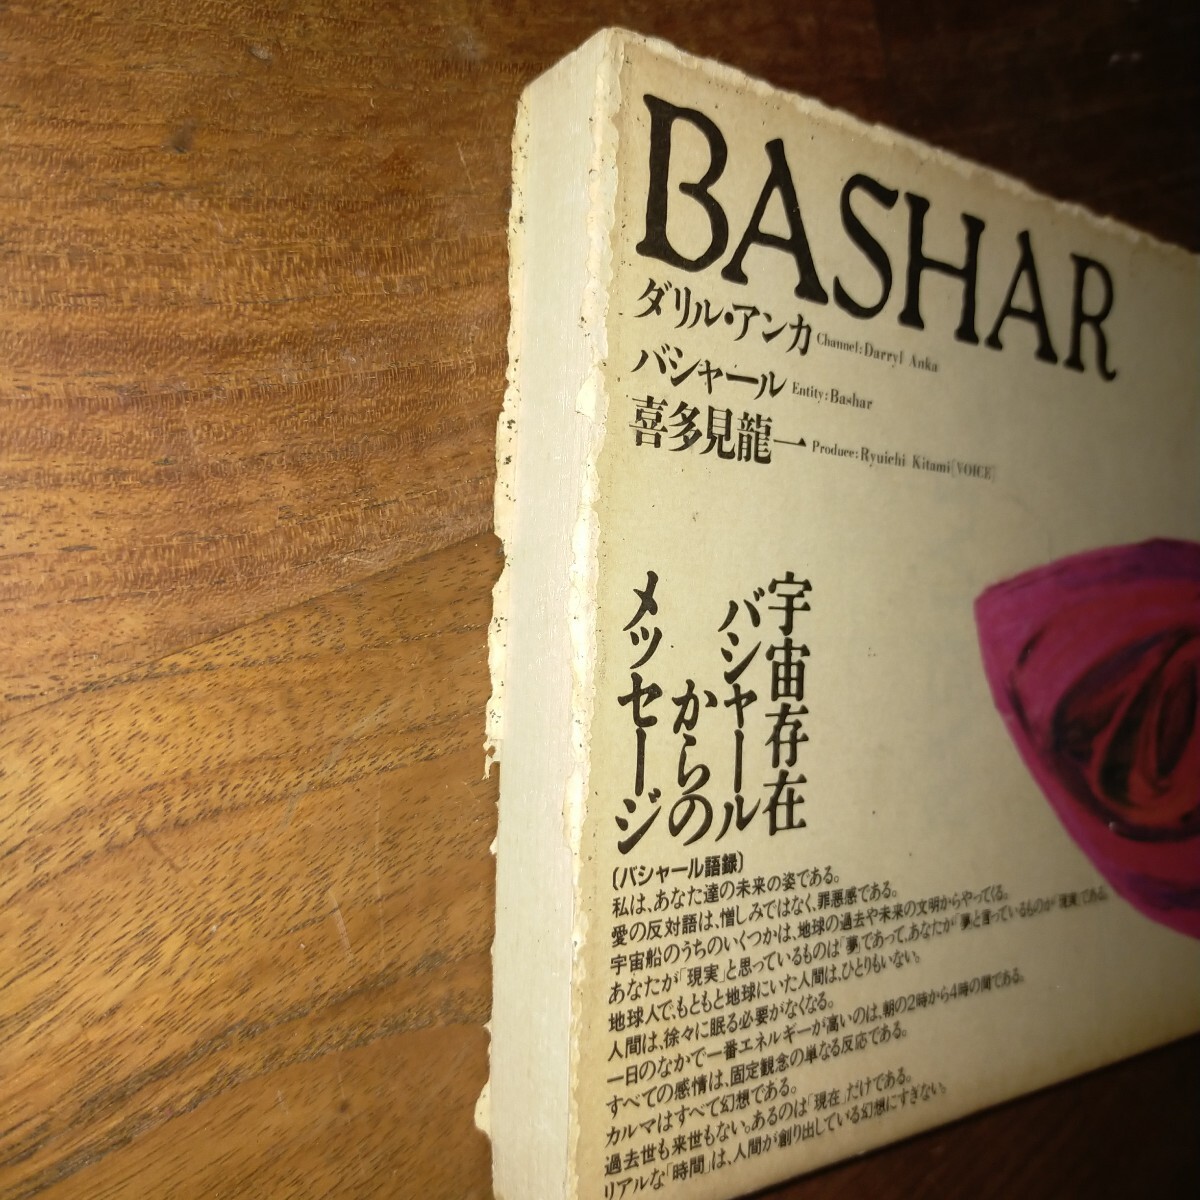 BASHAR
ダリル・アンカ Channel:Darryl Anka
バシャール Entity:Bashar
喜多見龍一 Produce:Ryuichi Kitami[VOICE]
宇宙存在
バシャール
からの
メッセージ
〔バシャール語録〕
私は、あなた達の未来の姿である。
愛の反対語は、憎しみではなく、罪悪感である。
宇宙船のうちのいくつかは、地球の過去や未来の文明からやってくる。
あなたが「現実」と思っているものは「夢」であって、あなたが「夢」と言っているものが「現実」である。
地球人で、もともと地球にいた人間は、ひとりもいない。
人間は、徐々に眠る必要がなくなる。
一日のなかで一番エネルギーが高いのは、朝の2時から4時の間である。
すべての感情は、固定観念の単なる反応である。
カルマはすべて幻想である。
過去世も来世もない。あるのは「現在」だけである。
リアルな「時間」は、人間が創り出している幻想にすぎない。